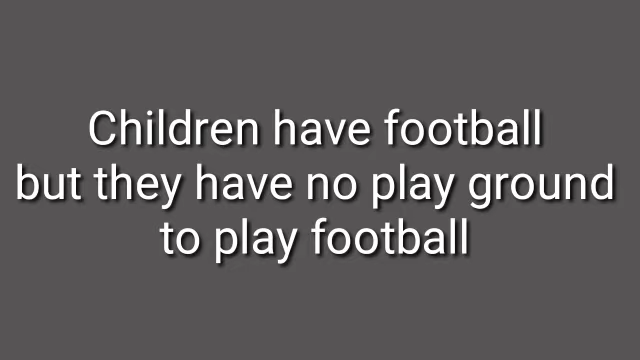 Children have football
but they have no play ground
to play football